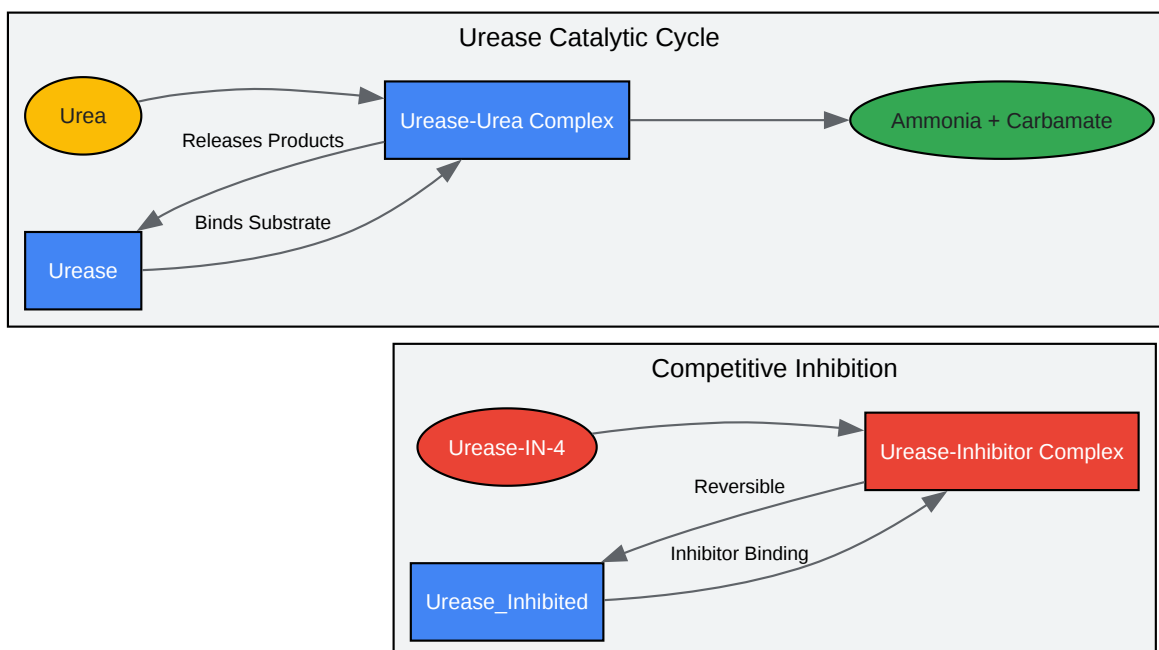 Urease Catalytic Cycle
Urea
Urease-Urea Complex
Ammonia + Carbamate
Releases Products
Binds Substrate
Urease
Competitive Inhibition
Urease-IN-4
Urease-Inhibitor Complex
Reversible
Inhibitor Binding
Urease_Inhibited